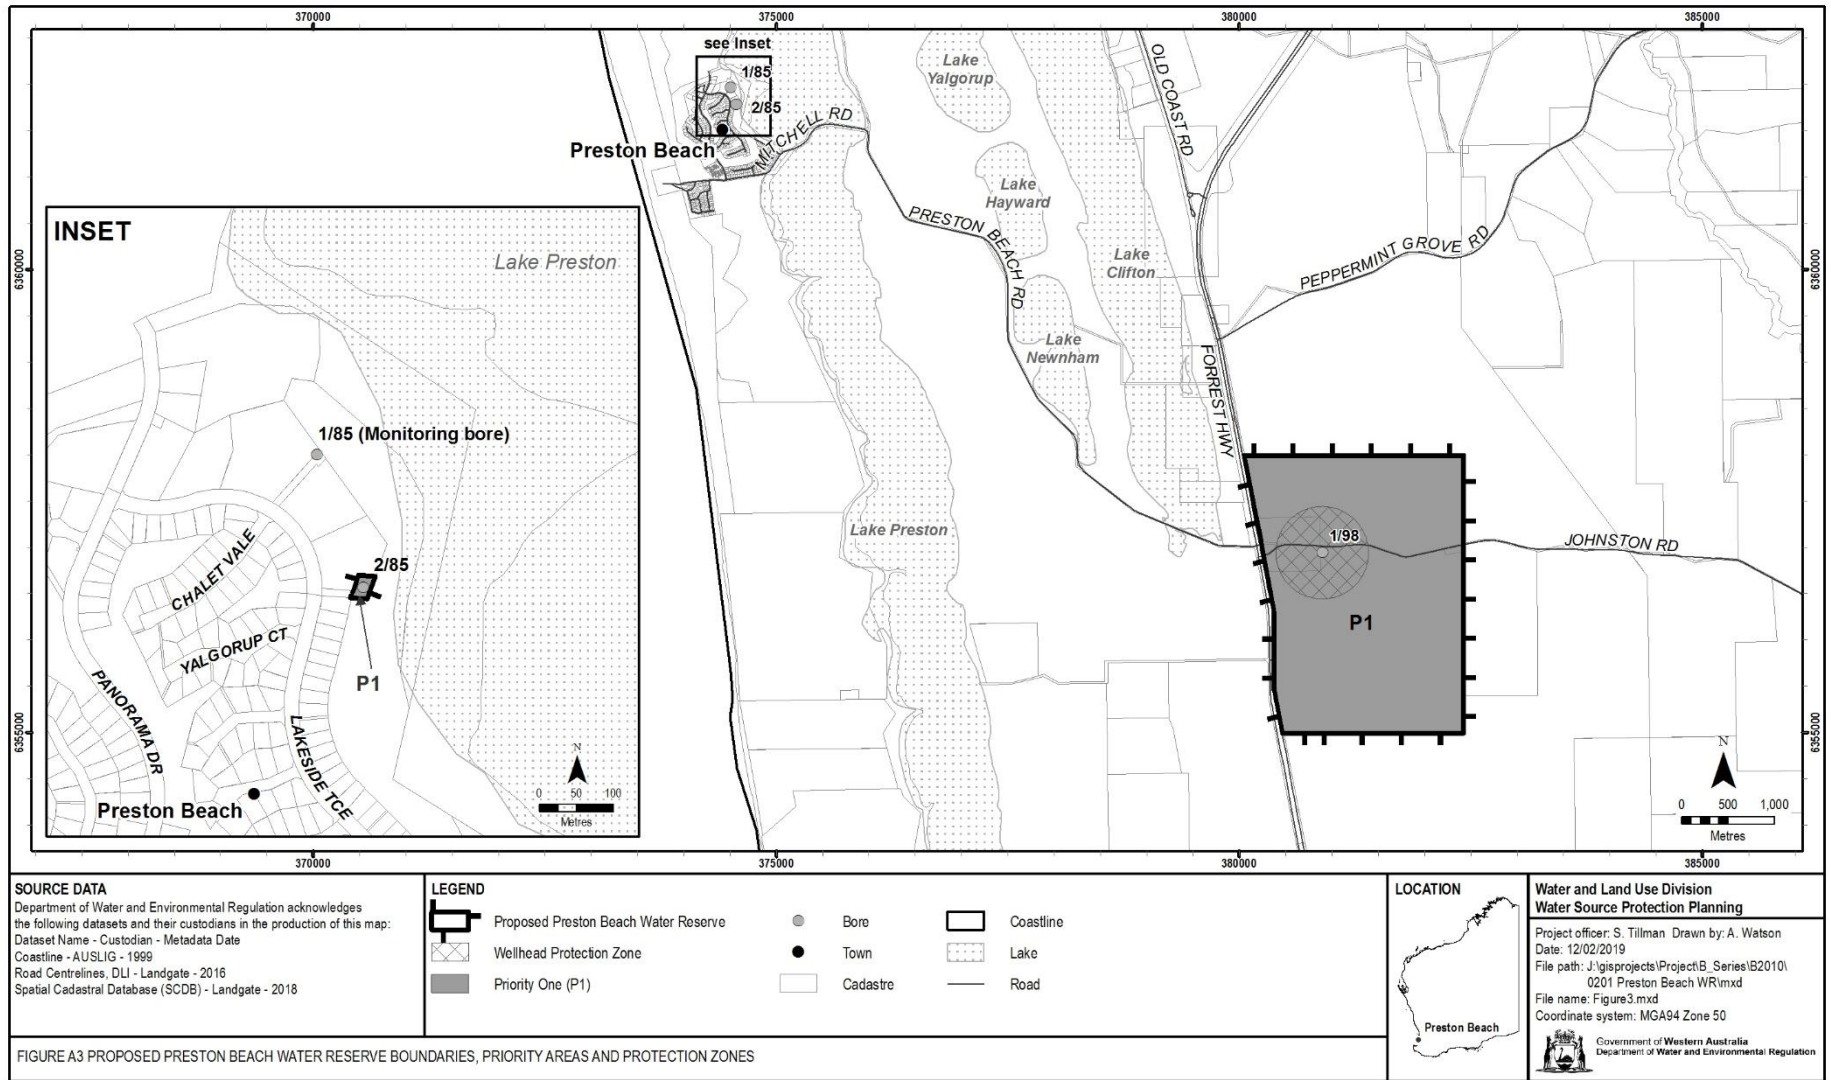 370000
375000
380000
385000
see Inset
1/85
2/85
Preston Beach
MITCHELL RD
Lake
Yalgorup
OLD COAST RD
Lake
Hayward
PRESTON BEACH RD
Lake
Clifton
PEPPERMINT GROVE RD
6360000
6360000
Lake
Newnham
FORREST HWY
Lake Preston
1/98
JOHNSTON RD
P1
6355000
6355000
N
0 500 1,000
Metres
INSET
Lake Preston
1/85 (Monitoring bore)
CHALET VALE
2/85
YALGORUP CT
P1
PANORAMA DR
LAKESIDE TCE
Preston Beach
N
0 50 100
Metres
370000
375000
380000
385000
SOURCE DATA
Department of Water and Environmental Regulation acknowledges
the following datasets and their custodians in the production of this map:
Dataset Name - Custodian - Metadata Date
Coastline - AUSLIG - 1999
Road Centrelines, DLI - Landgate - 2016
Spatial Cadastral Database (SCDB) - Landgate - 2018
LEGEND
Proposed Preston Beach Water Reserve
Wellhead Protection Zone
Priority One (P1)
Bore
Town
Cadastre
Coastline
Lake
Road
LOCATION
Preston Beach
Water and Land Use Division
Water Source Protection Planning
Project officer: S. Tillman Drawn by: A. Watson
Date: 12/02/2019
File path: J:\gisprojects\Project\B_Series\B2010\
0201 Preston Beach WR\mxd
File name: Figure3.mxd
Coordinate system: MGA94 Zone 50
Government of Western Australia
Department of Water and Environmental Regulation
FIGURE A3 PROPOSED PRESTON BEACH WATER RESERVE BOUNDARIES, PRIORITY AREAS AND PROTECTION ZONES